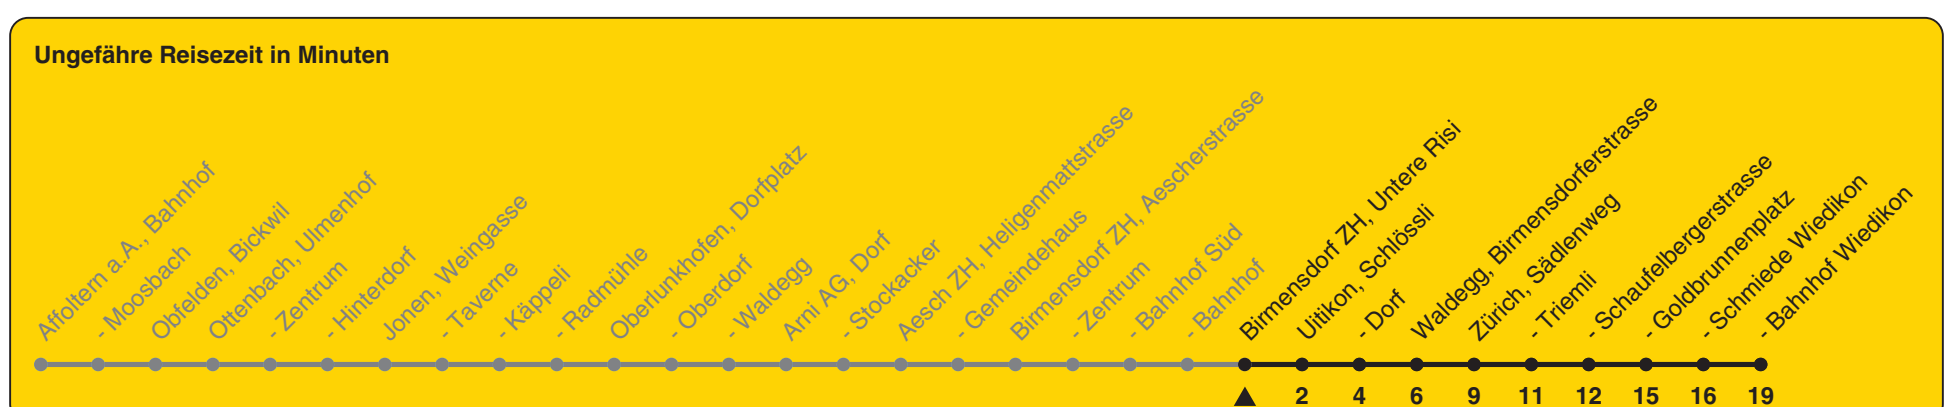 Ungefähre Reisezeit in Minuten
Affoltern a.A., Bahnhof
- Moosbach
Obfelden, Bickwil
Ottenbach, Ulmenhof
- Zentrum
- Hinterdorf
Jonen, Weingasse
- Taverne
- Käppeli
- Radmühle
Oberlunkhofen, Dorfplatz
- Oberdorf
- Waldegg
Arni AG, Dorf
- Stockacker
Aesch ZH, Heligenmattstrasse
- Gemeindehaus
Birmensdorf ZH, Aescherstrasse
- Zentrum
- Bahnhof Süd
- Bahnhof
Birmensdorf ZH, Untere Risi
Uitikon, Schlössli
- Dorf
Waldegg, Birmensdorferstrasse
Zürich, Sädlenweg
- Triemli
- Schaufelbergerstrasse
- Goldbrunnenplatz
- Schmiede Wiedikon
- Bahnhof Wiedikon
2 4 6 9 11 12 15 16 19